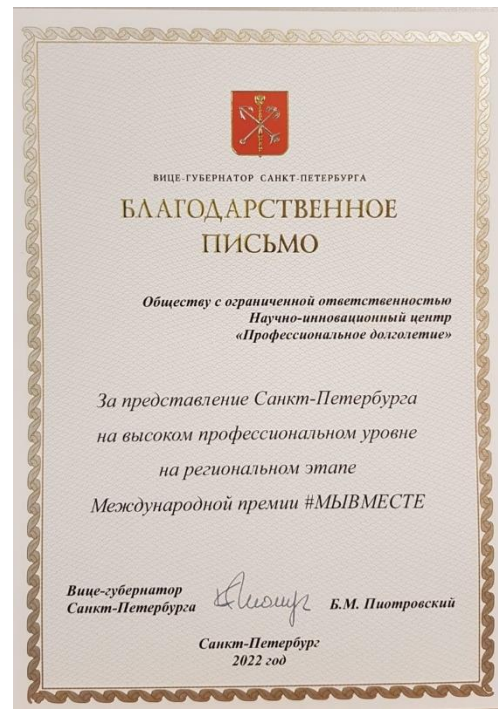 ВИЦЕ-ГУБЕРНАТОР САНКТ-ПЕТЕРБУРГА
БЛАГОДАРСТВЕННОЕ
ПИСЬМО
Обществу с ограниченной ответственностью
Научно-инновационный центр
«Профессиональное долголетие»
За представление Санкт-Петербурга
на высоком профессиональном уровне
на региональном этапе
Международной премии #МЫВМЕСТЕ
Вице-губернатор
Санкт-Петербурга
Б.М. Пиотровский
Санкт-Петербург
2022 год